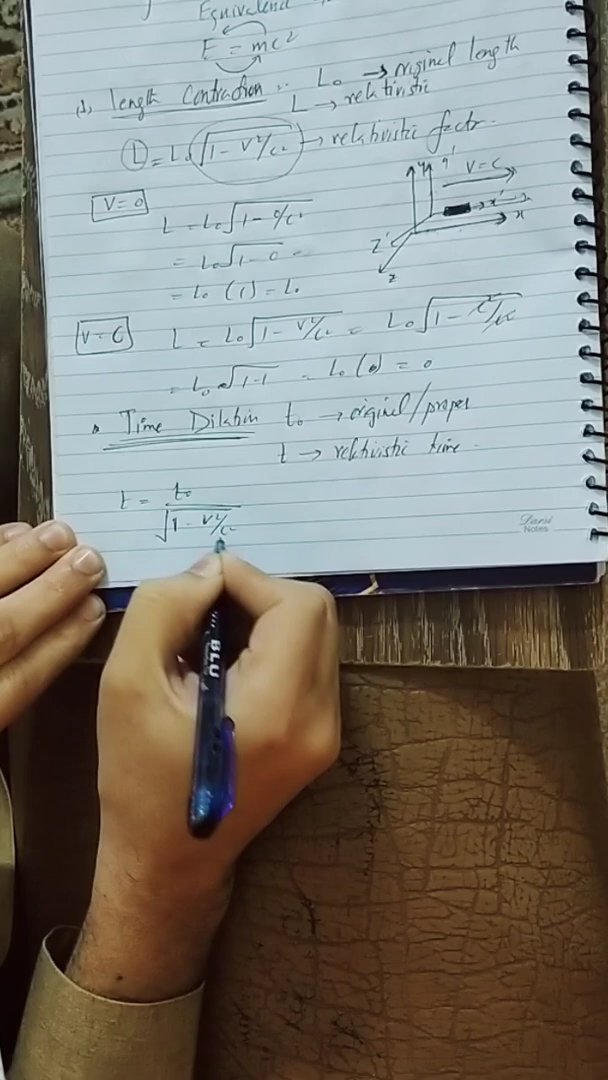 Equivalence
E = mc²
(1) length Contraction :. L₀ → original length
L → relativistic
L = L₀√1 - v²/c² → relativistic factor
y y' V = C
V = 0
L = L₀√1 - 0/c²
x' x
= L₀√1 - 0
Z'
= L₀ (1) = L₀
Z
V = C L = L₀√1 - v²/c² = L₀√1 - c²/c²
= L₀√1-1 = L₀(0) = 0
Time Dilation t₀ → original/proper
t → relativistic time
t = t₀
√1 - v²/c²
Notes
BLU